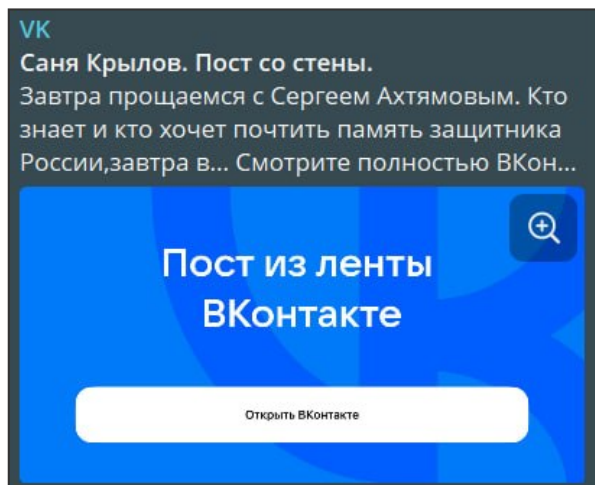 VK
Саня Крылов. Пост со стены.
Завтра прощаемся с Сергеем Ахтямовым. Кто
знает и кто хочет почтить память защитника
России,завтра в... Смотрите полностью ВКон...
Пост из ленты
ВКонтакте
Открыть ВКонтакте